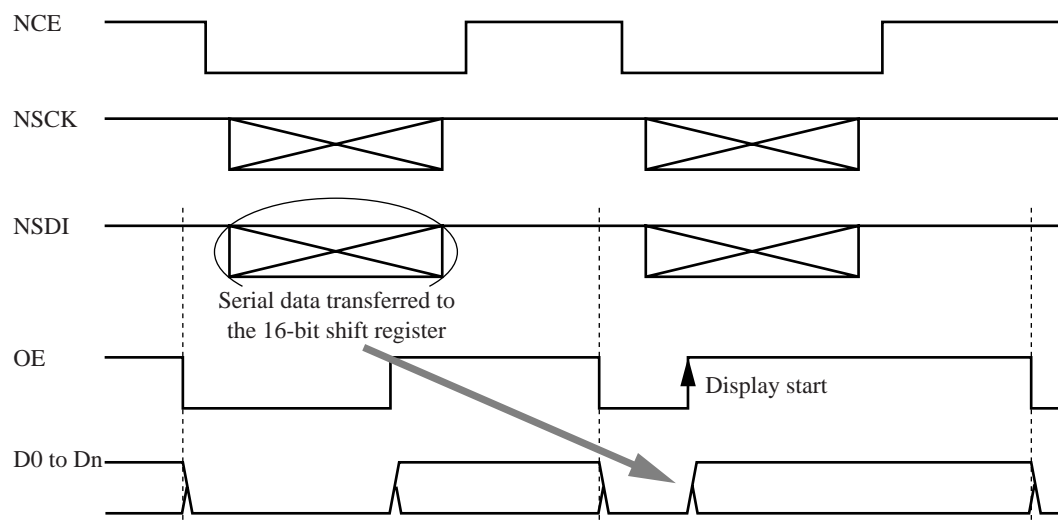 NCE
NSCK
NSDI
Serial data transferred to
the 16-bit shift register
OE
Display start
D0 to Dn